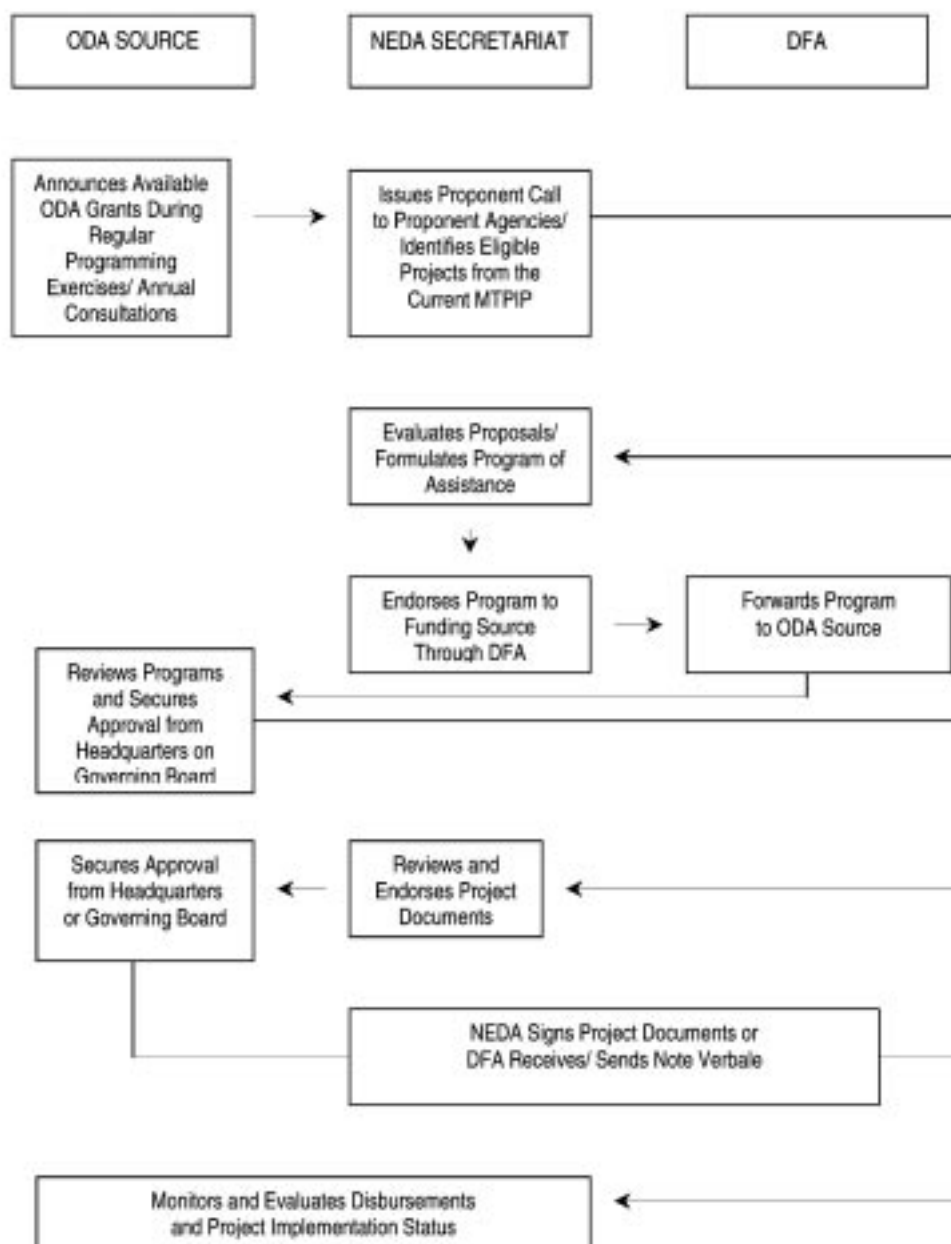 ODA SOURCE
NEDA SECRETARIAT
DFA
Announces Available
ODA Grants During
Regular
Programming
Exercises/ Annual
Consultations
Issues Proponent Call
to Proponent Agencies/
Identifies Eligible
Projects from the
Current MTPIP
Evaluates Proposals/
Formulates Program of
Assistance
Endorses Program to
Funding Source
Through DFA
Forwards Program
to ODA Source
Reviews Programs
and Secures
Approval from
Headquarters on
Governing Board
Secures Approval
from Headquarters
or Governing Board
Reviews and
Endorses Project
Documents
NEDA Signs Project Documents or
DFA Receives/ Sends Note Verbale
Monitors and Evaluates Disbursements
and Project Implementation Status